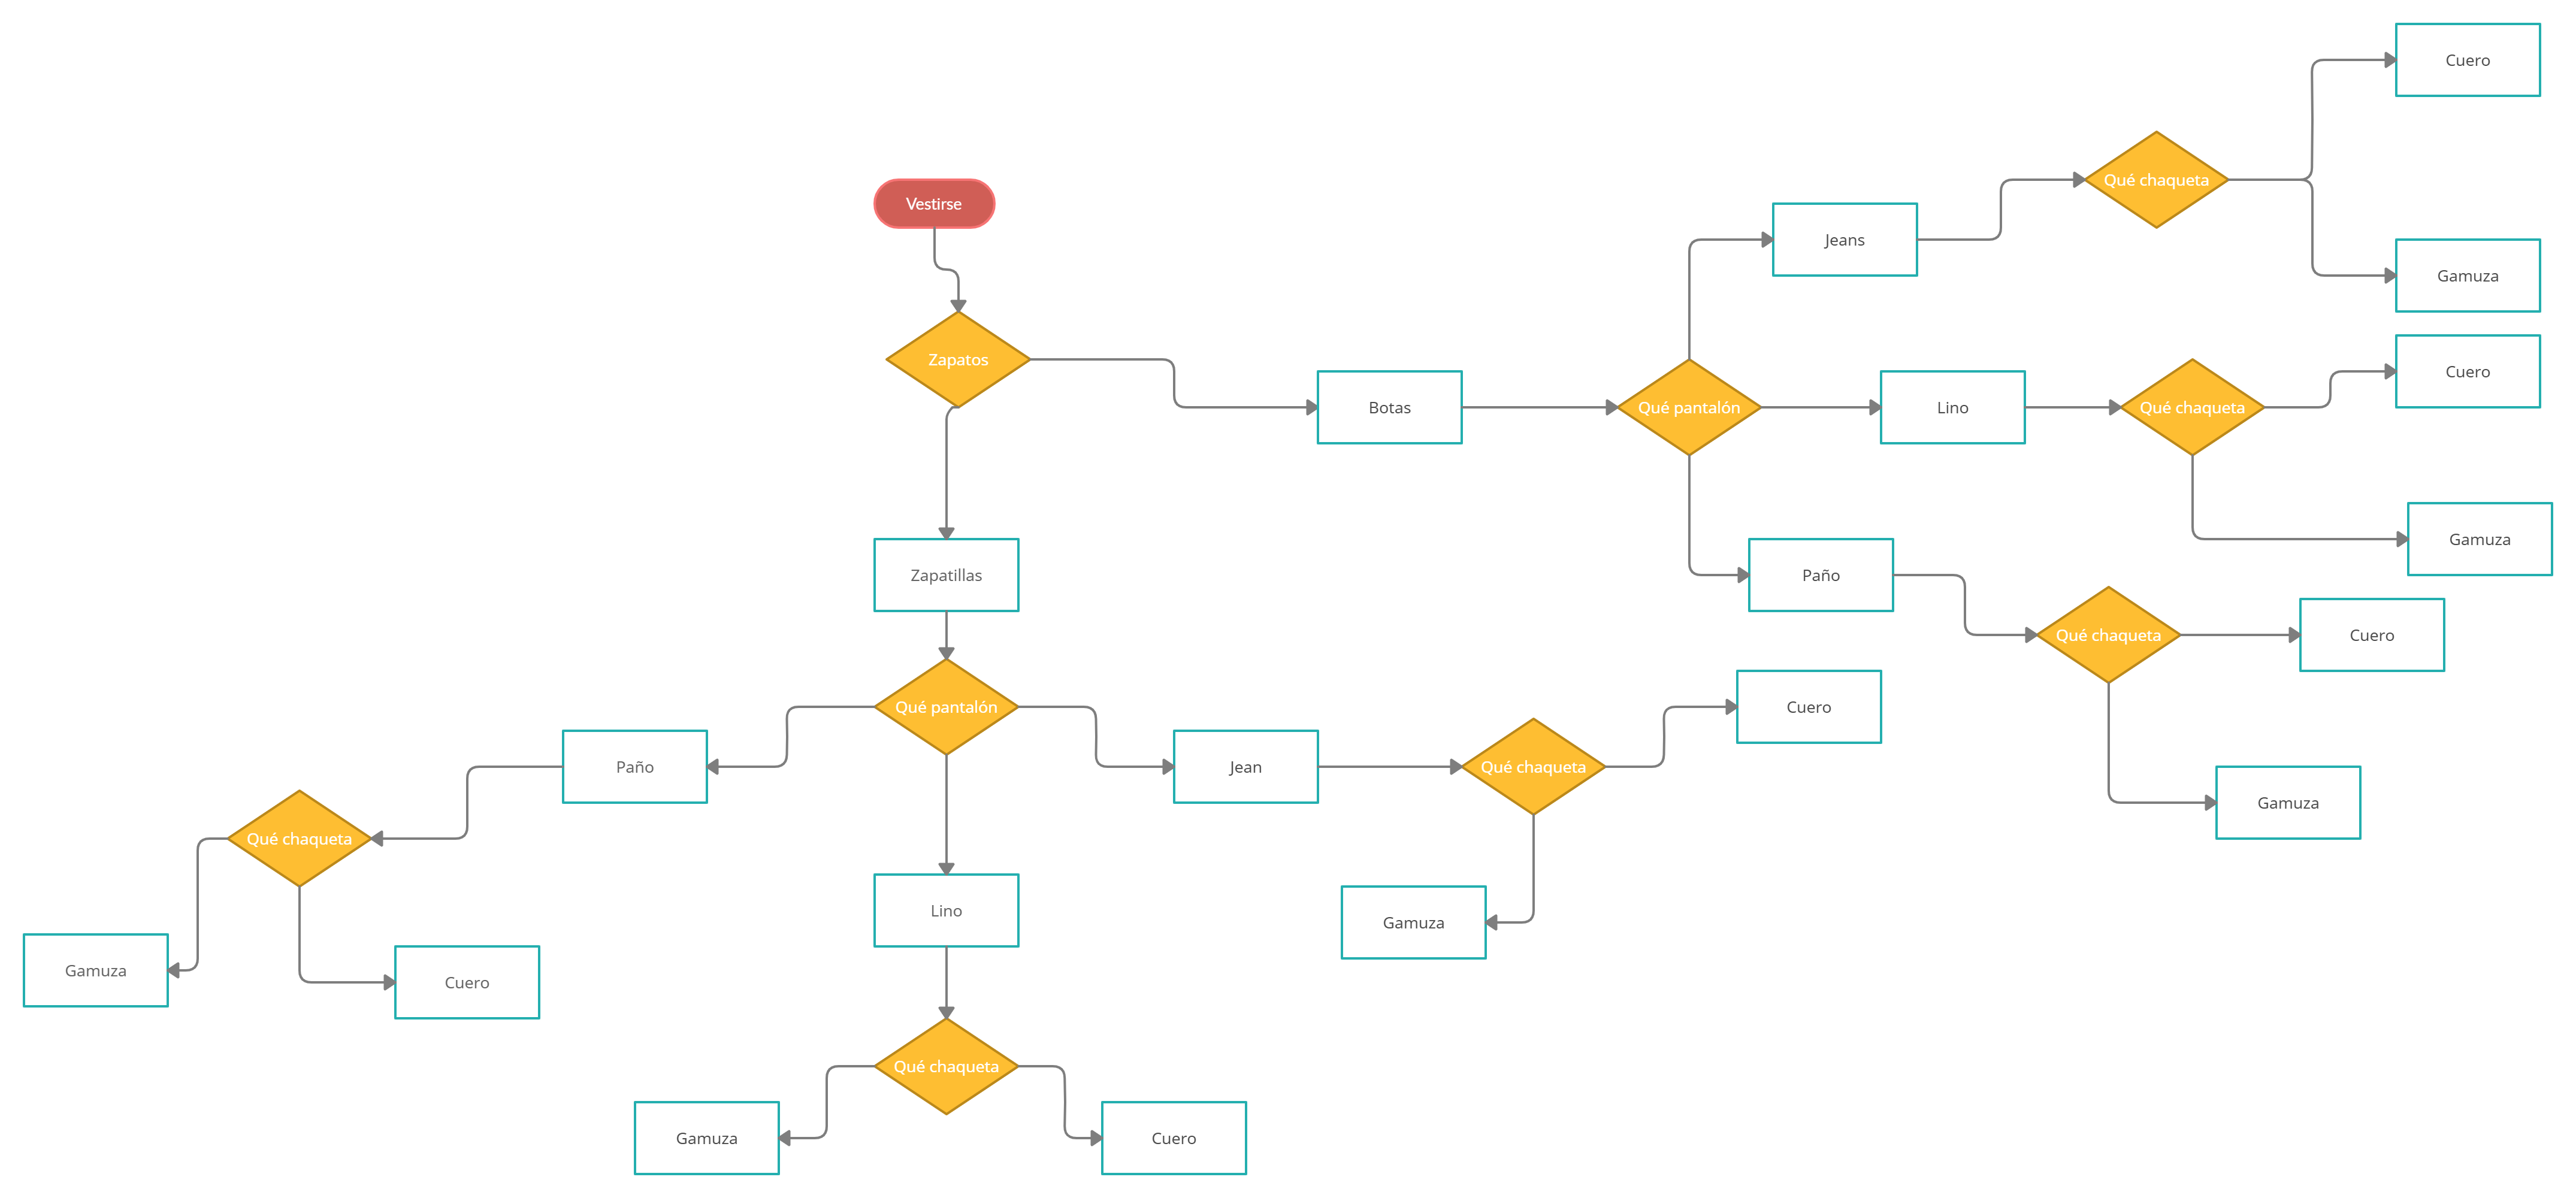 Cuero
Qué chaqueta
Vestirse
Jeans
Gamuza
Zapatos
Cuero
Botas
Qué pantalón
Lino
Qué chaqueta
Gamuza
Zapatillas
Paño
Qué chaqueta
Cuero
Qué pantalón
Cuero
Paño
Jean
Qué chaqueta
Gamuza
Qué chaqueta
Lino
Gamuza
Gamuza
Cuero
Qué chaqueta
Gamuza
Cuero